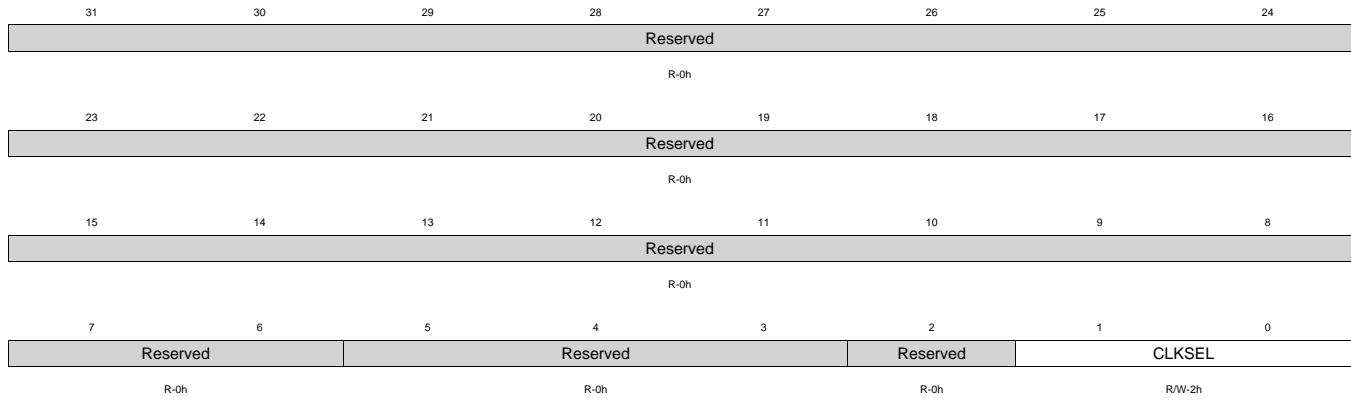 31 30 29 28 27 26 25 24
Reserved
R-0h
23 22 21 20 19 18 17 16
Reserved
R-0h
15 14 13 12 11 10 9 8
Reserved
R-0h
7 6 5 4 3 2 1 0
Reserved Reserved Reserved CLKSEL
R-0h R-0h R-0h R/W-2h